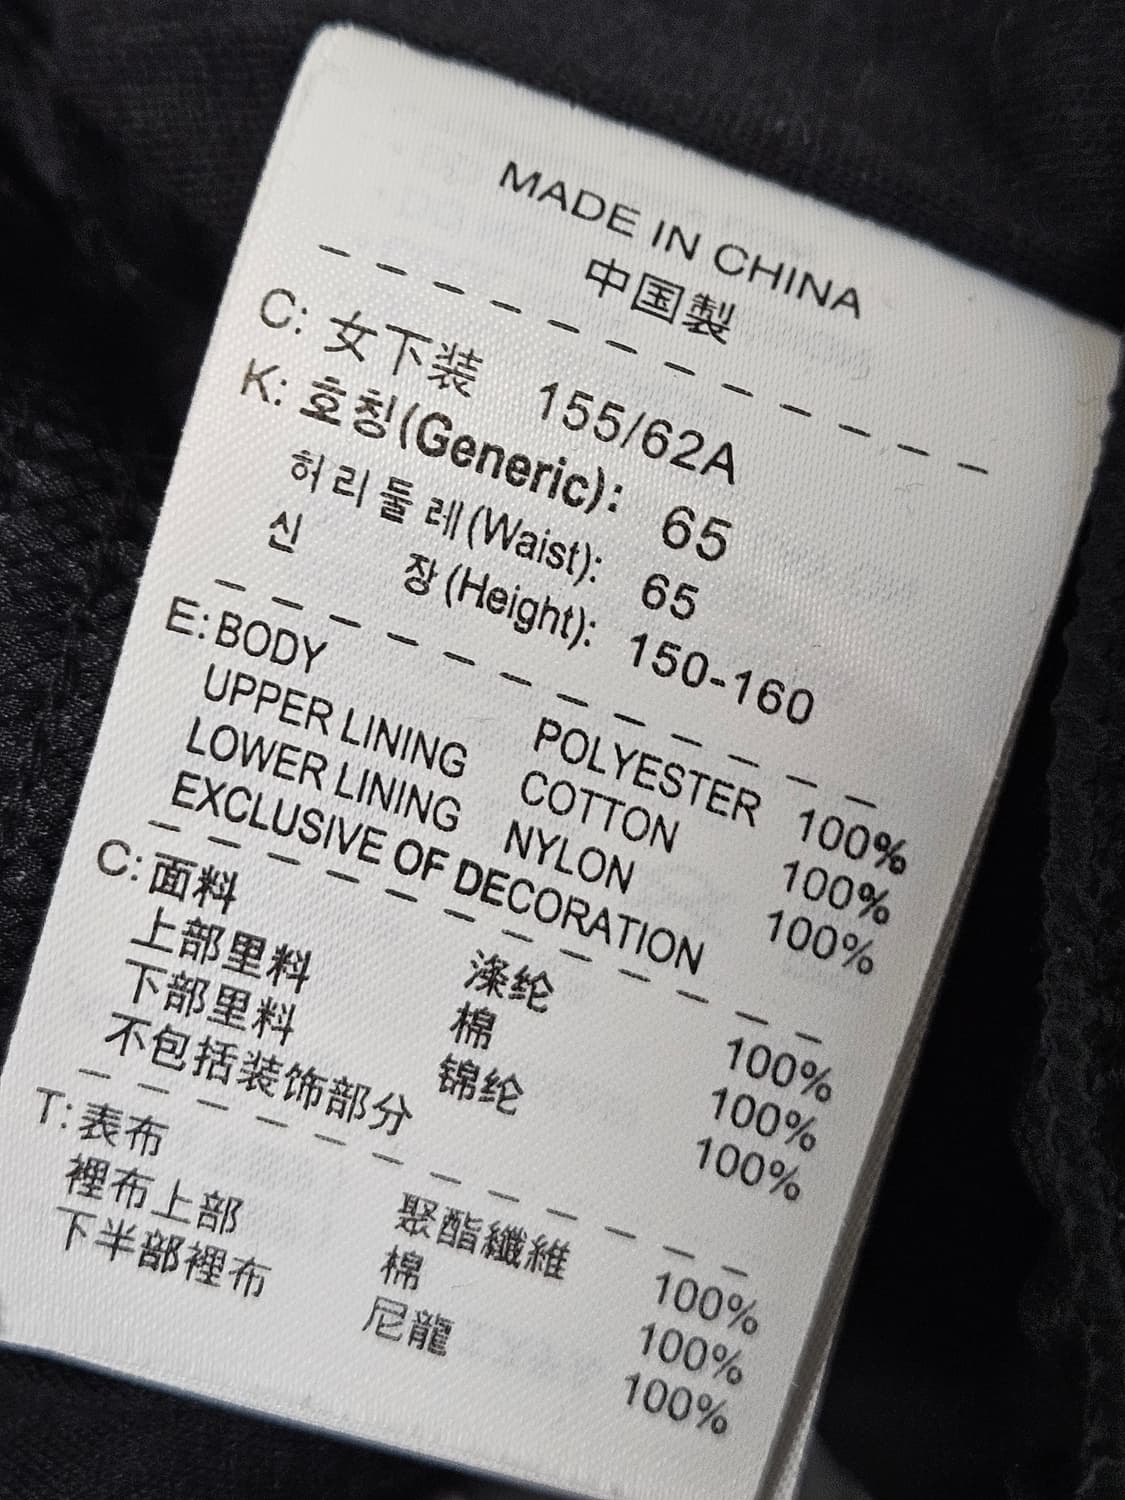 MADE IN CHINA
中国製
C: 女下装 155/62A
K: 호칭(Generic): 65
허리둘레(Waist): 65
신 장(Height): 150-160
E: BODY POLYESTER 100%
UPPER LINING COTTON 100%
LOWER LINING NYLON 100%
EXCLUSIVE OF DECORATION
C: 面料 涤纶 100%
上部里料 棉 100%
下部里料 锦纶 100%
不包括装饰部分
T: 表布 聚酯纖維 100%
裡布上部 棉 100%
下半部裡布 尼龍 100%